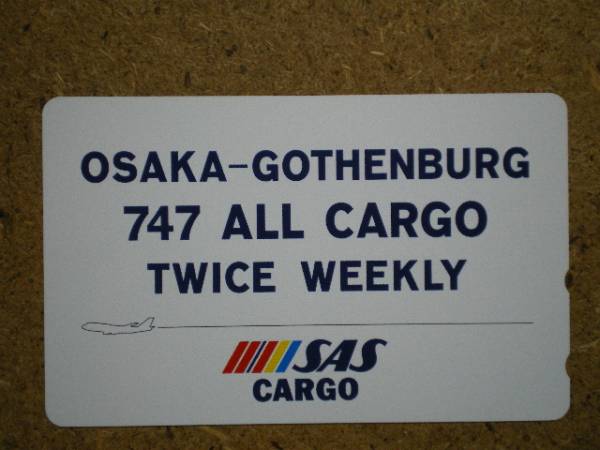 OSAKA-GOTHENBURG
747 ALL CARGO
TWICE WEEKLY
SAS
CARGO